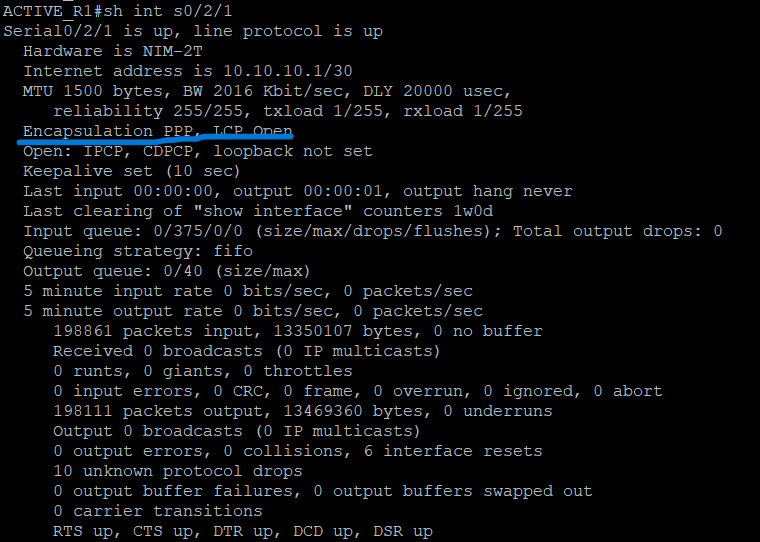 ACTIVE_R1#sh int s0/2/1
Serial0/2/1 is up, line protocol is up
Hardware is NIM-2T
Internet address is 10.10.10.1/30
MTU 1500 bytes, BW 2016 Kbit/sec, DLY 20000 usec,
reliability 255/255, txload 1/255, rxload 1/255
Encapsulation PPP, LCP Open
Open: IPCP, CDPCP, loopback not set
Keepalive set (10 sec)
Last input 00:00:00, output 00:00:01, output hang never
Last clearing of "show interface" counters 1w0d
Input queue: 0/375/0/0 (size/max/drops/flushes); Total output drops: 0
Queueing strategy: fifo
Output queue: 0/40 (size/max)
5 minute input rate 0 bits/sec, 0 packets/sec
5 minute output rate 0 bits/sec, 0 packets/sec
198861 packets input, 13350107 bytes, 0 no buffer
Received 0 broadcasts (0 IP multicasts)
0 runts, 0 giants, 0 throttles
0 input errors, 0 CRC, 0 frame, 0 overrun, 0 ignored, 0 abort
198111 packets output, 13469360 bytes, 0 underruns
Output 0 broadcasts (0 IP multicasts)
0 output errors, 0 collisions, 6 interface resets
10 unknown protocol drops
0 output buffer failures, 0 output buffers swapped out
0 carrier transitions
RTS up, CTS up, DTR up, DCD up, DSR up